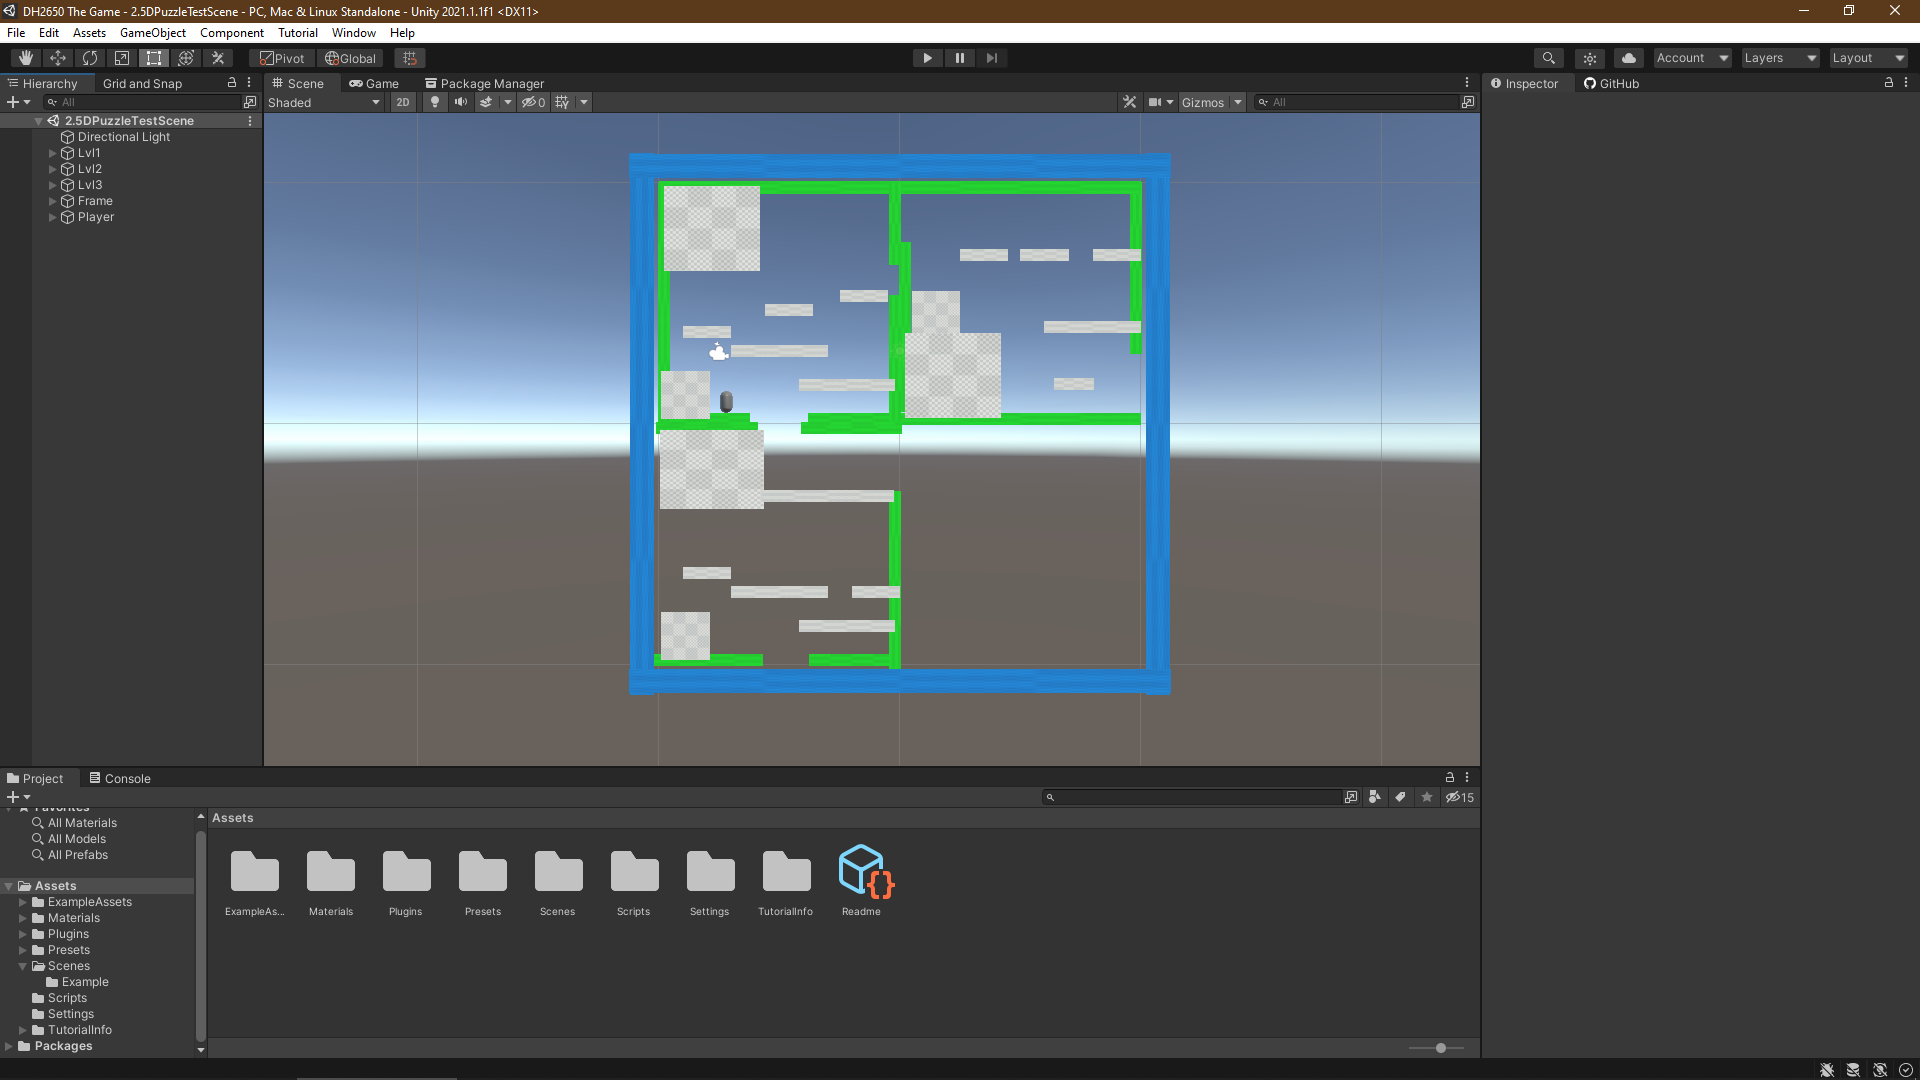 DH2650 The Game - 2.5DPuzzleTestScene - PC, Mac & Linux Standalone - Unity 2021.1.1f1 <DX11>
File Edit Assets GameObject Component Tutorial Window Help
Pivot Global Account Layers Layout
Hierarchy Grid and Snap Scene Game Package Manager Inspector GitHub
All Shaded 2D 0 Gizmos All
2.5DPuzzleTestScene
Directional Light
Lvl1
Lvl2
Lvl3
Frame
Player
Project Console
15
Favorites
All Materials
All Models
All Prefabs
Assets
ExampleAssets
Materials
Plugins
Presets
Scenes
Example
Scripts
Settings
TutorialInfo
Packages
Assets
ExampleAs... Materials Plugins Presets Scenes Scripts Settings TutorialInfo Readme